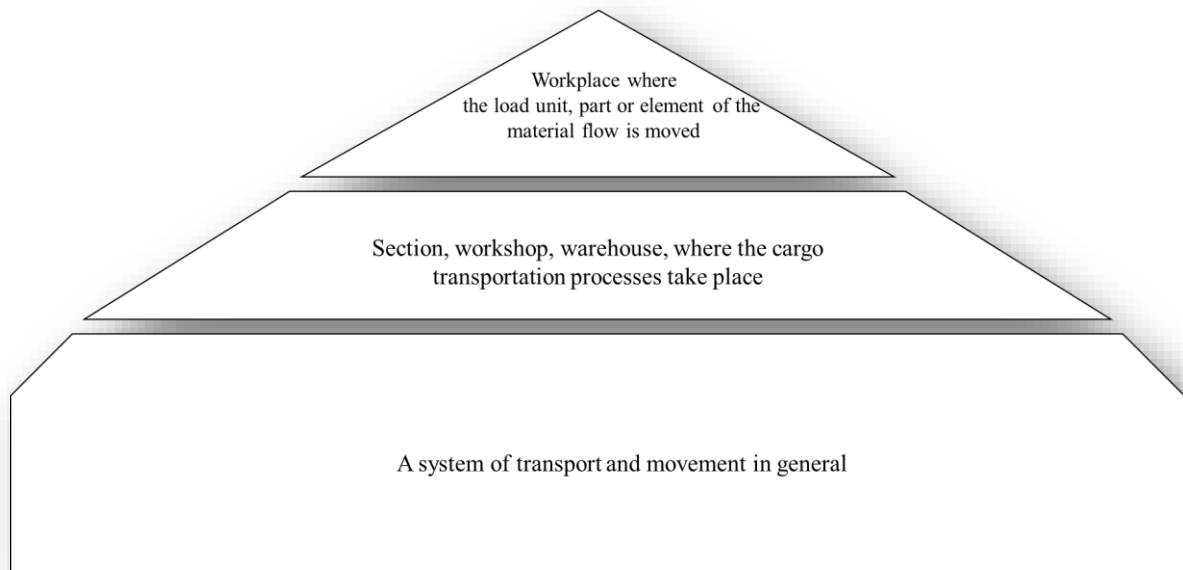 Workplace where
the load unit, part or element of the
material flow is moved
Section, workshop, warehouse, where the cargo
transportation processes take place
A system of transport and movement in general